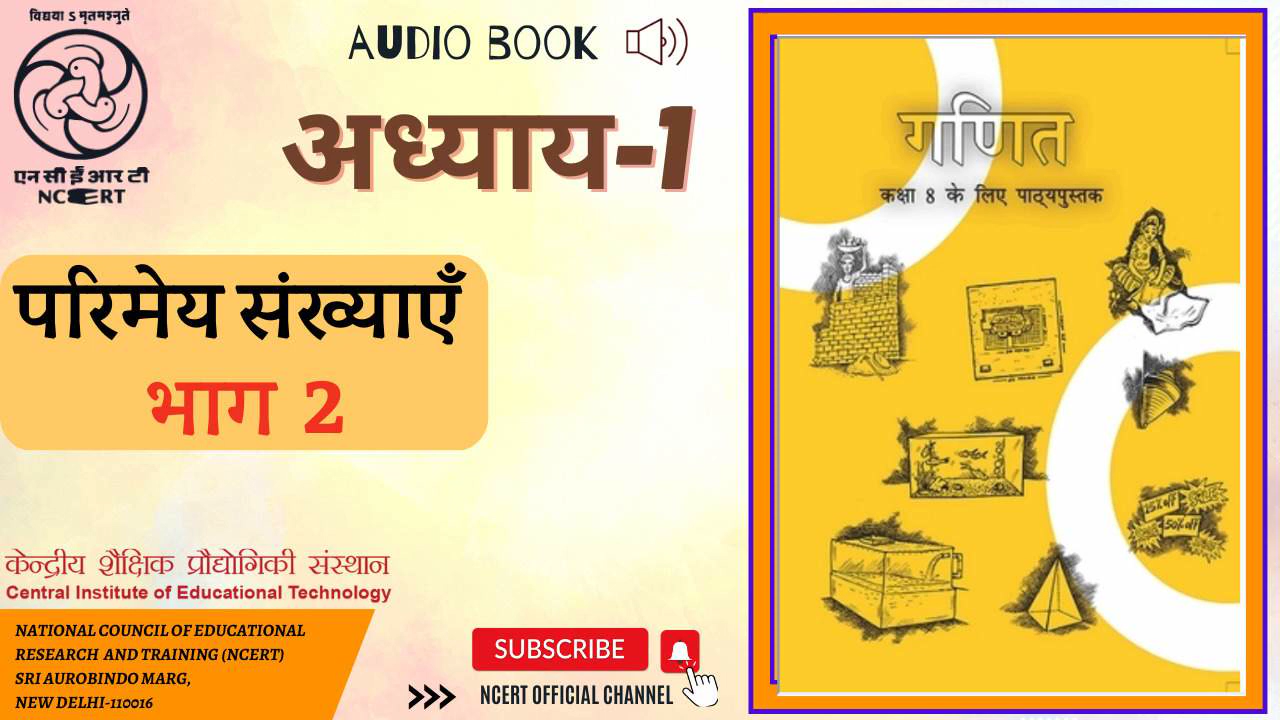 विद्यया ऽ मृतमश्नुते
एन सी ई आर टी
NCERT
AUDIO BOOK
अध्याय-1
परिमेय संख्याएँ
भाग 2
केन्द्रीय शैक्षिक प्रौद्योगिकी संस्थान
Central Institute of Educational Technology
NATIONAL COUNCIL OF EDUCATIONAL
RESEARCH AND TRAINING (NCERT)
SRI AUROBINDO MARG,
NEW DELHI-110016
SUBSCRIBE
NCERT OFFICIAL CHANNEL
गणित
कक्षा 8 के लिए पाठ्यपुस्तक
50% off